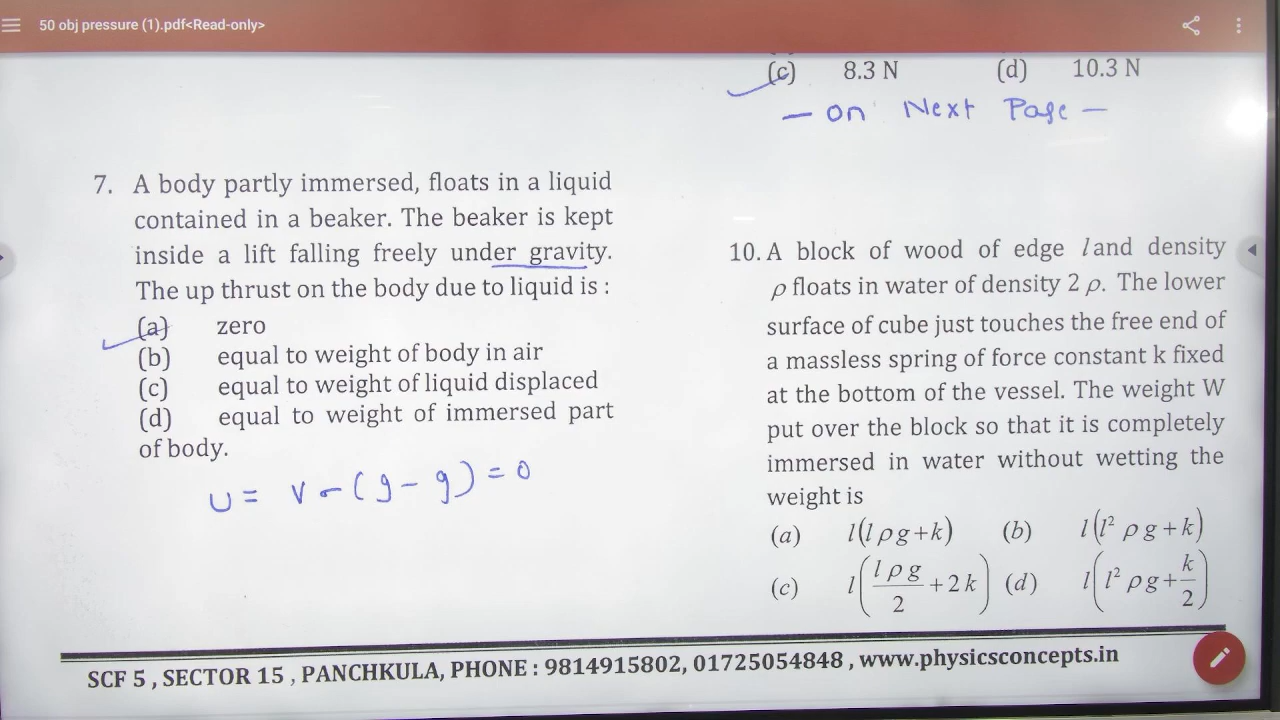 50 obj pressure (1).pdf<Read-only>
(c) 8.3 N (d) 10.3 N
— on Next Page —
7. A body partly immersed, floats in a liquid
contained in a beaker. The beaker is kept
inside a lift falling freely under gravity.
The up thrust on the body due to liquid is :
(a) zero
(b) equal to weight of body in air
(c) equal to weight of liquid displaced
(d) equal to weight of immersed part
of body.
U = V σ (g - g) = 0
10. A block of wood of edge l and density
ρ floats in water of density 2 ρ. The lower
surface of cube just touches the free end of
a massless spring of force constant k fixed
at the bottom of the vessel. The weight W
put over the block so that it is completely
immersed in water without wetting the
weight is
(a) l(l ρ g + k) (b) l(l² ρ g + k)
(c) l(l ρ g / 2 + 2 k) (d) l(l² ρ g + k / 2)
SCF 5 , SECTOR 15 , PANCHKULA, PHONE : 9814915802, 01725054848 , www.physicsconcepts.in